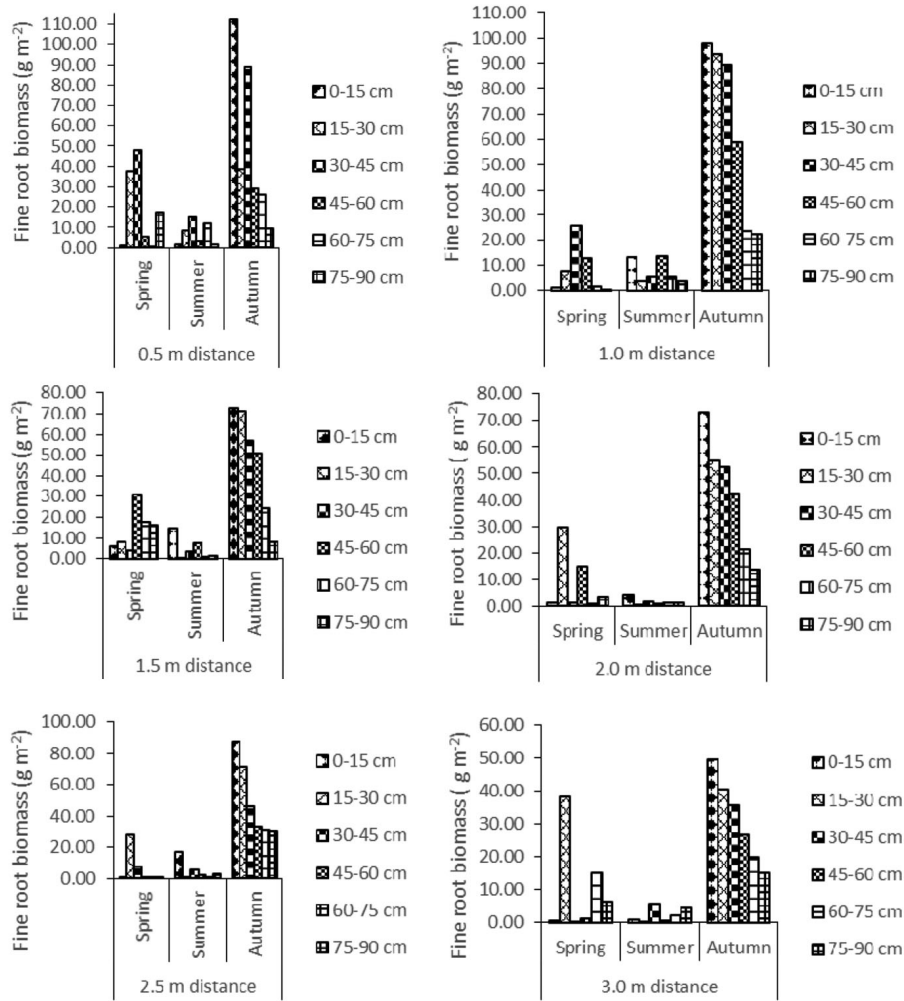 Fine root biomass (g m⁻²)
110.00
100.00
90.00
80.00
70.00
60.00
50.00
40.00
30.00
20.00
10.00
0.00
Spring
Summer
Autumn
0.5 m distance
0-15 cm
15-30 cm
30-45 cm
45-60 cm
60-75 cm
75-90 cm
Fine root biomass (g m⁻²)
110.00
100.00
90.00
80.00
70.00
60.00
50.00
40.00
30.00
20.00
10.00
0.00
Spring
Summer
Autumn
1.0 m distance
0-15 cm
15-30 cm
30-45 cm
45-60 cm
60-75 cm
75-90 cm
Fine root biomass (g m⁻²)
80.00
70.00
60.00
50.00
40.00
30.00
20.00
10.00
0.00
Spring
Summer
Autumn
1.5 m distance
0-15 cm
15-30 cm
30-45 cm
45-60 cm
60-75 cm
75-90 cm
Fine root biomass ( g m⁻²)
80.00
70.00
60.00
50.00
40.00
30.00
20.00
10.00
0.00
Spring
Summer
Autumn
2.0 m distance
0-15 cm
15-30 cm
30-45 cm
45-60 cm
60-75 cm
75-90 cm
Fine root biomass (g m⁻²)
100.00
80.00
60.00
40.00
20.00
0.00
Spring
Summer
Autumn
2.5 m distance
0-15 cm
15-30 cm
30-45 cm
45-60 cm
60-75 cm
75-90 cm
Fine root biomass ( g m⁻²)
60.00
50.00
40.00
30.00
20.00
10.00
0.00
Spring
Summer
Autumn
3.0 m distance
0-15 cm
15-30 cm
30-45 cm
45-60 cm
60-75 cm
75-90 cm